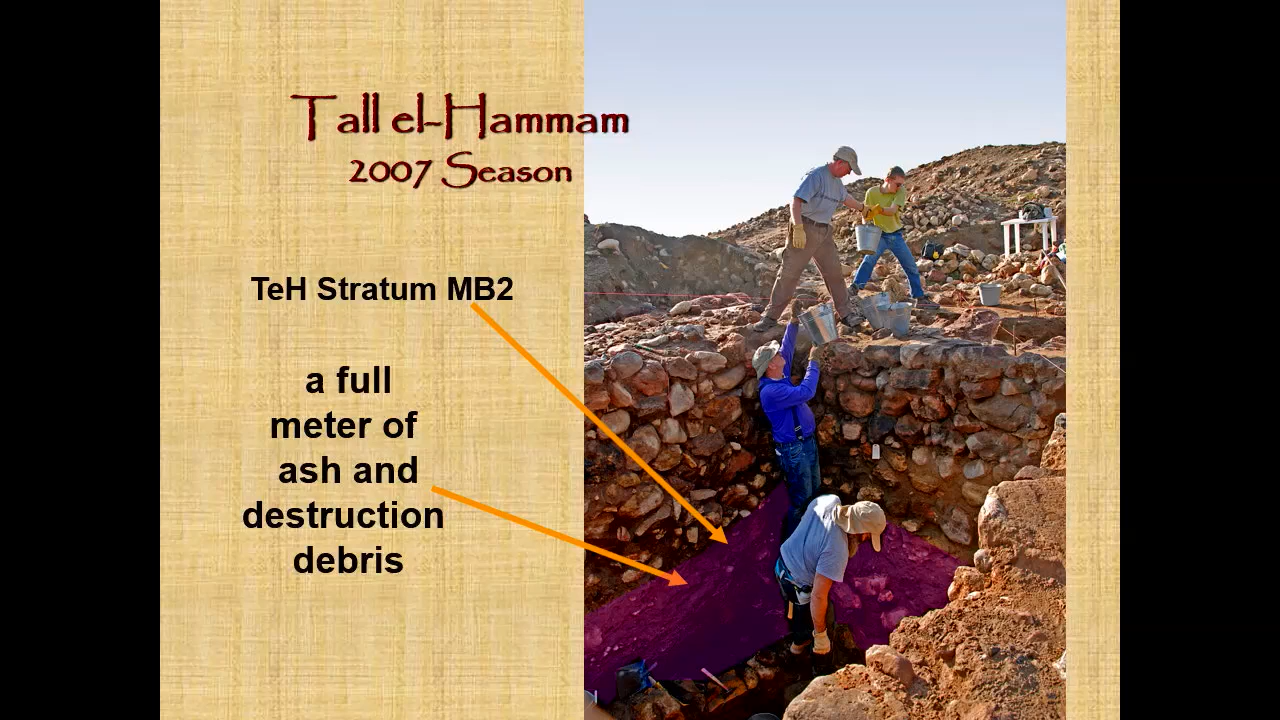 Tall el-Hammam
2007 Season
TeH Stratum MB2
a full
meter of
ash and
destruction
debris